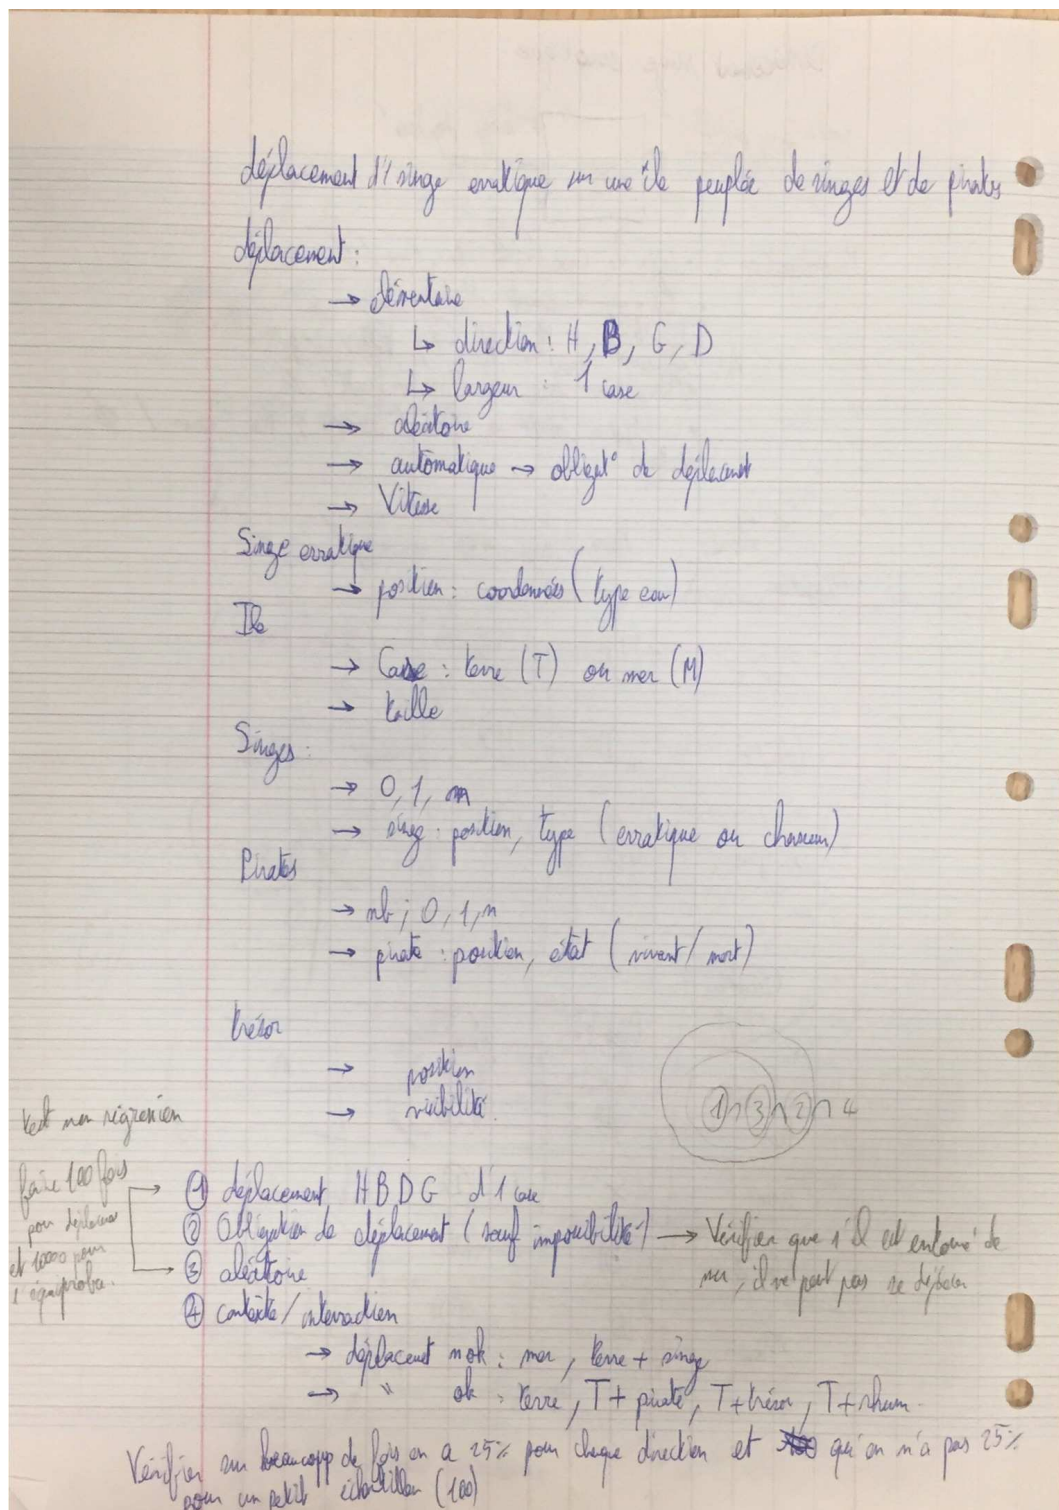 déplacement d'1 singe erratique sur une île peuplée de singes et de pirates
déplacement :
→ élémentaire
↳ direction : H, B, G, D
↳ largeur : 1 case
→ aléatoire
→ automatique → obligat° de déplacement
→ Vitesse
Singe erratique
→ position : coordonnées (type eau)
Ile
→ Case : terre (T) ou mer (M)
→ taille
Singes :
→ 0, 1, n
→ singe : position, type (erratique ou chasseur)
Pirates
→ nb ; 0, 1, n
→ pirate : position, état (vivant/mort)
trésor
→ position
→ visibilité.
① ∩ ③ ∩ ② ∩ 4
test non régression
faire 100 fois
pour déplacer
et 1000 pour
l'équiproba.
① déplacement H B D G d'1 case
② Obligation de déplacement (sauf impossibilité) → Vérifier que s'il est entouré de
mer, il ne peut pas se déplacer
③ aléatoire
④ contexte/interraction
→ déplacemt nok : mer, terre + singe
→ " ok : terre, T + pirate, T + trésor, T + rhum.
Vérifier sur beaucoup de fois on a 25% pour chaque direction et qu'on n'a pas 25%
pour un petit échantillon (100)